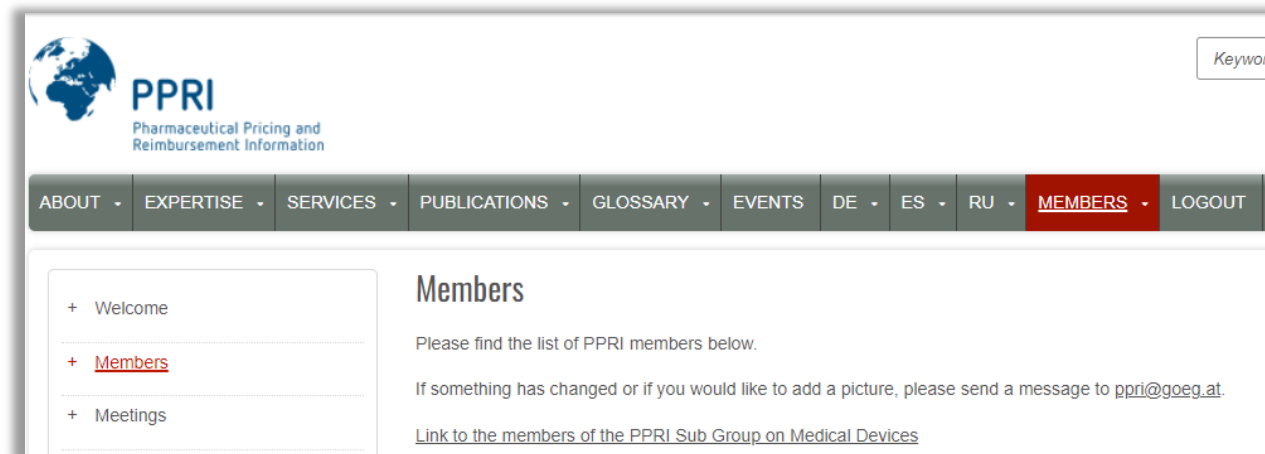 Keywor
PPRI
Pharmaceutical Pricing and
Reimbursement Information
ABOUT EXPERTISE SERVICES PUBLICATIONS GLOSSARY EVENTS DE ES RU MEMBERS LOGOUT
Members
+ Welcome
Please find the list of PPRI members below.
+ Members
If something has changed or if you would like to add a picture, please send a message to ppri@goeg.at.
+ Meetings
Link to the members of the PPRI Sub Group on Medical Devices